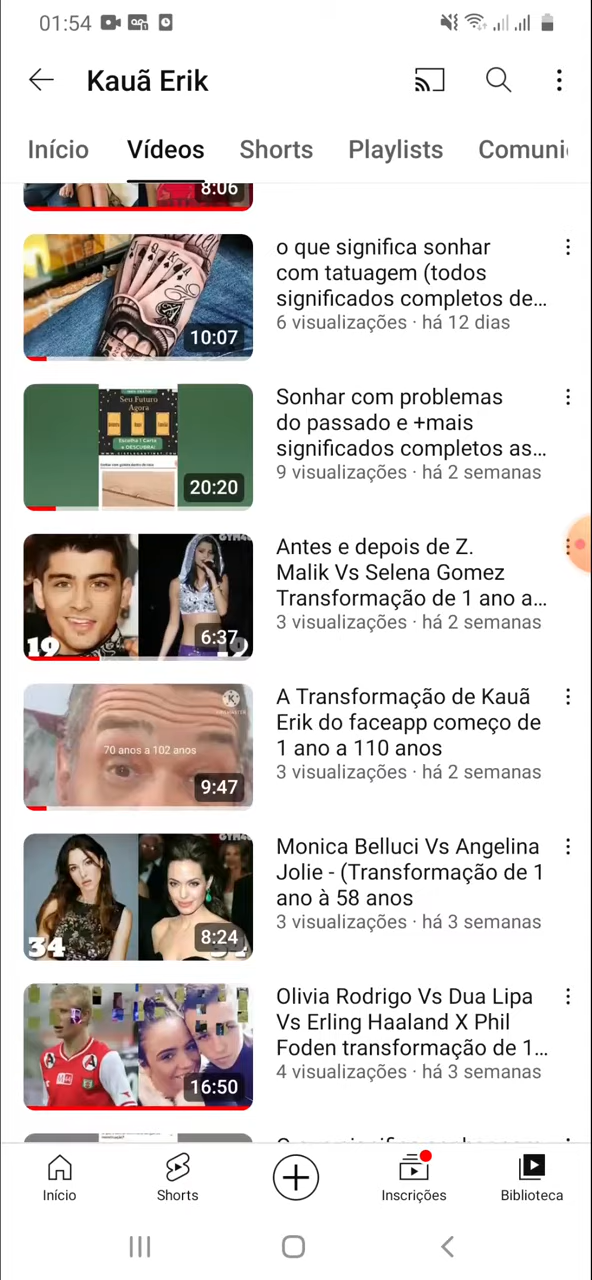 01:54
Kauã Erik
Início Vídeos Shorts Playlists Comuni
8:06
o que significa sonhar
com tatuagem (todos
significados completos de...
6 visualizações · há 12 dias
10:07
Sonhar com problemas
do passado e +mais
significados completos as...
9 visualizações · há 2 semanas
Seu Futuro
Agora
20:20
Antes e depois de Z.
Malik Vs Selena Gomez
Transformação de 1 ano a...
3 visualizações · há 2 semanas
19
6:37
A Transformação de Kauã
Erik do faceapp começo de
1 ano a 110 anos
3 visualizações · há 2 semanas
70 anos a 102 anos
9:47
Monica Belluci Vs Angelina
Jolie - (Transformação de 1
ano à 58 anos
3 visualizações · há 3 semanas
34
8:24
Olivia Rodrigo Vs Dua Lipa
Vs Erling Haaland X Phil
Foden transformação de 1...
4 visualizações · há 3 semanas
16:50
Início Shorts Inscrições Biblioteca